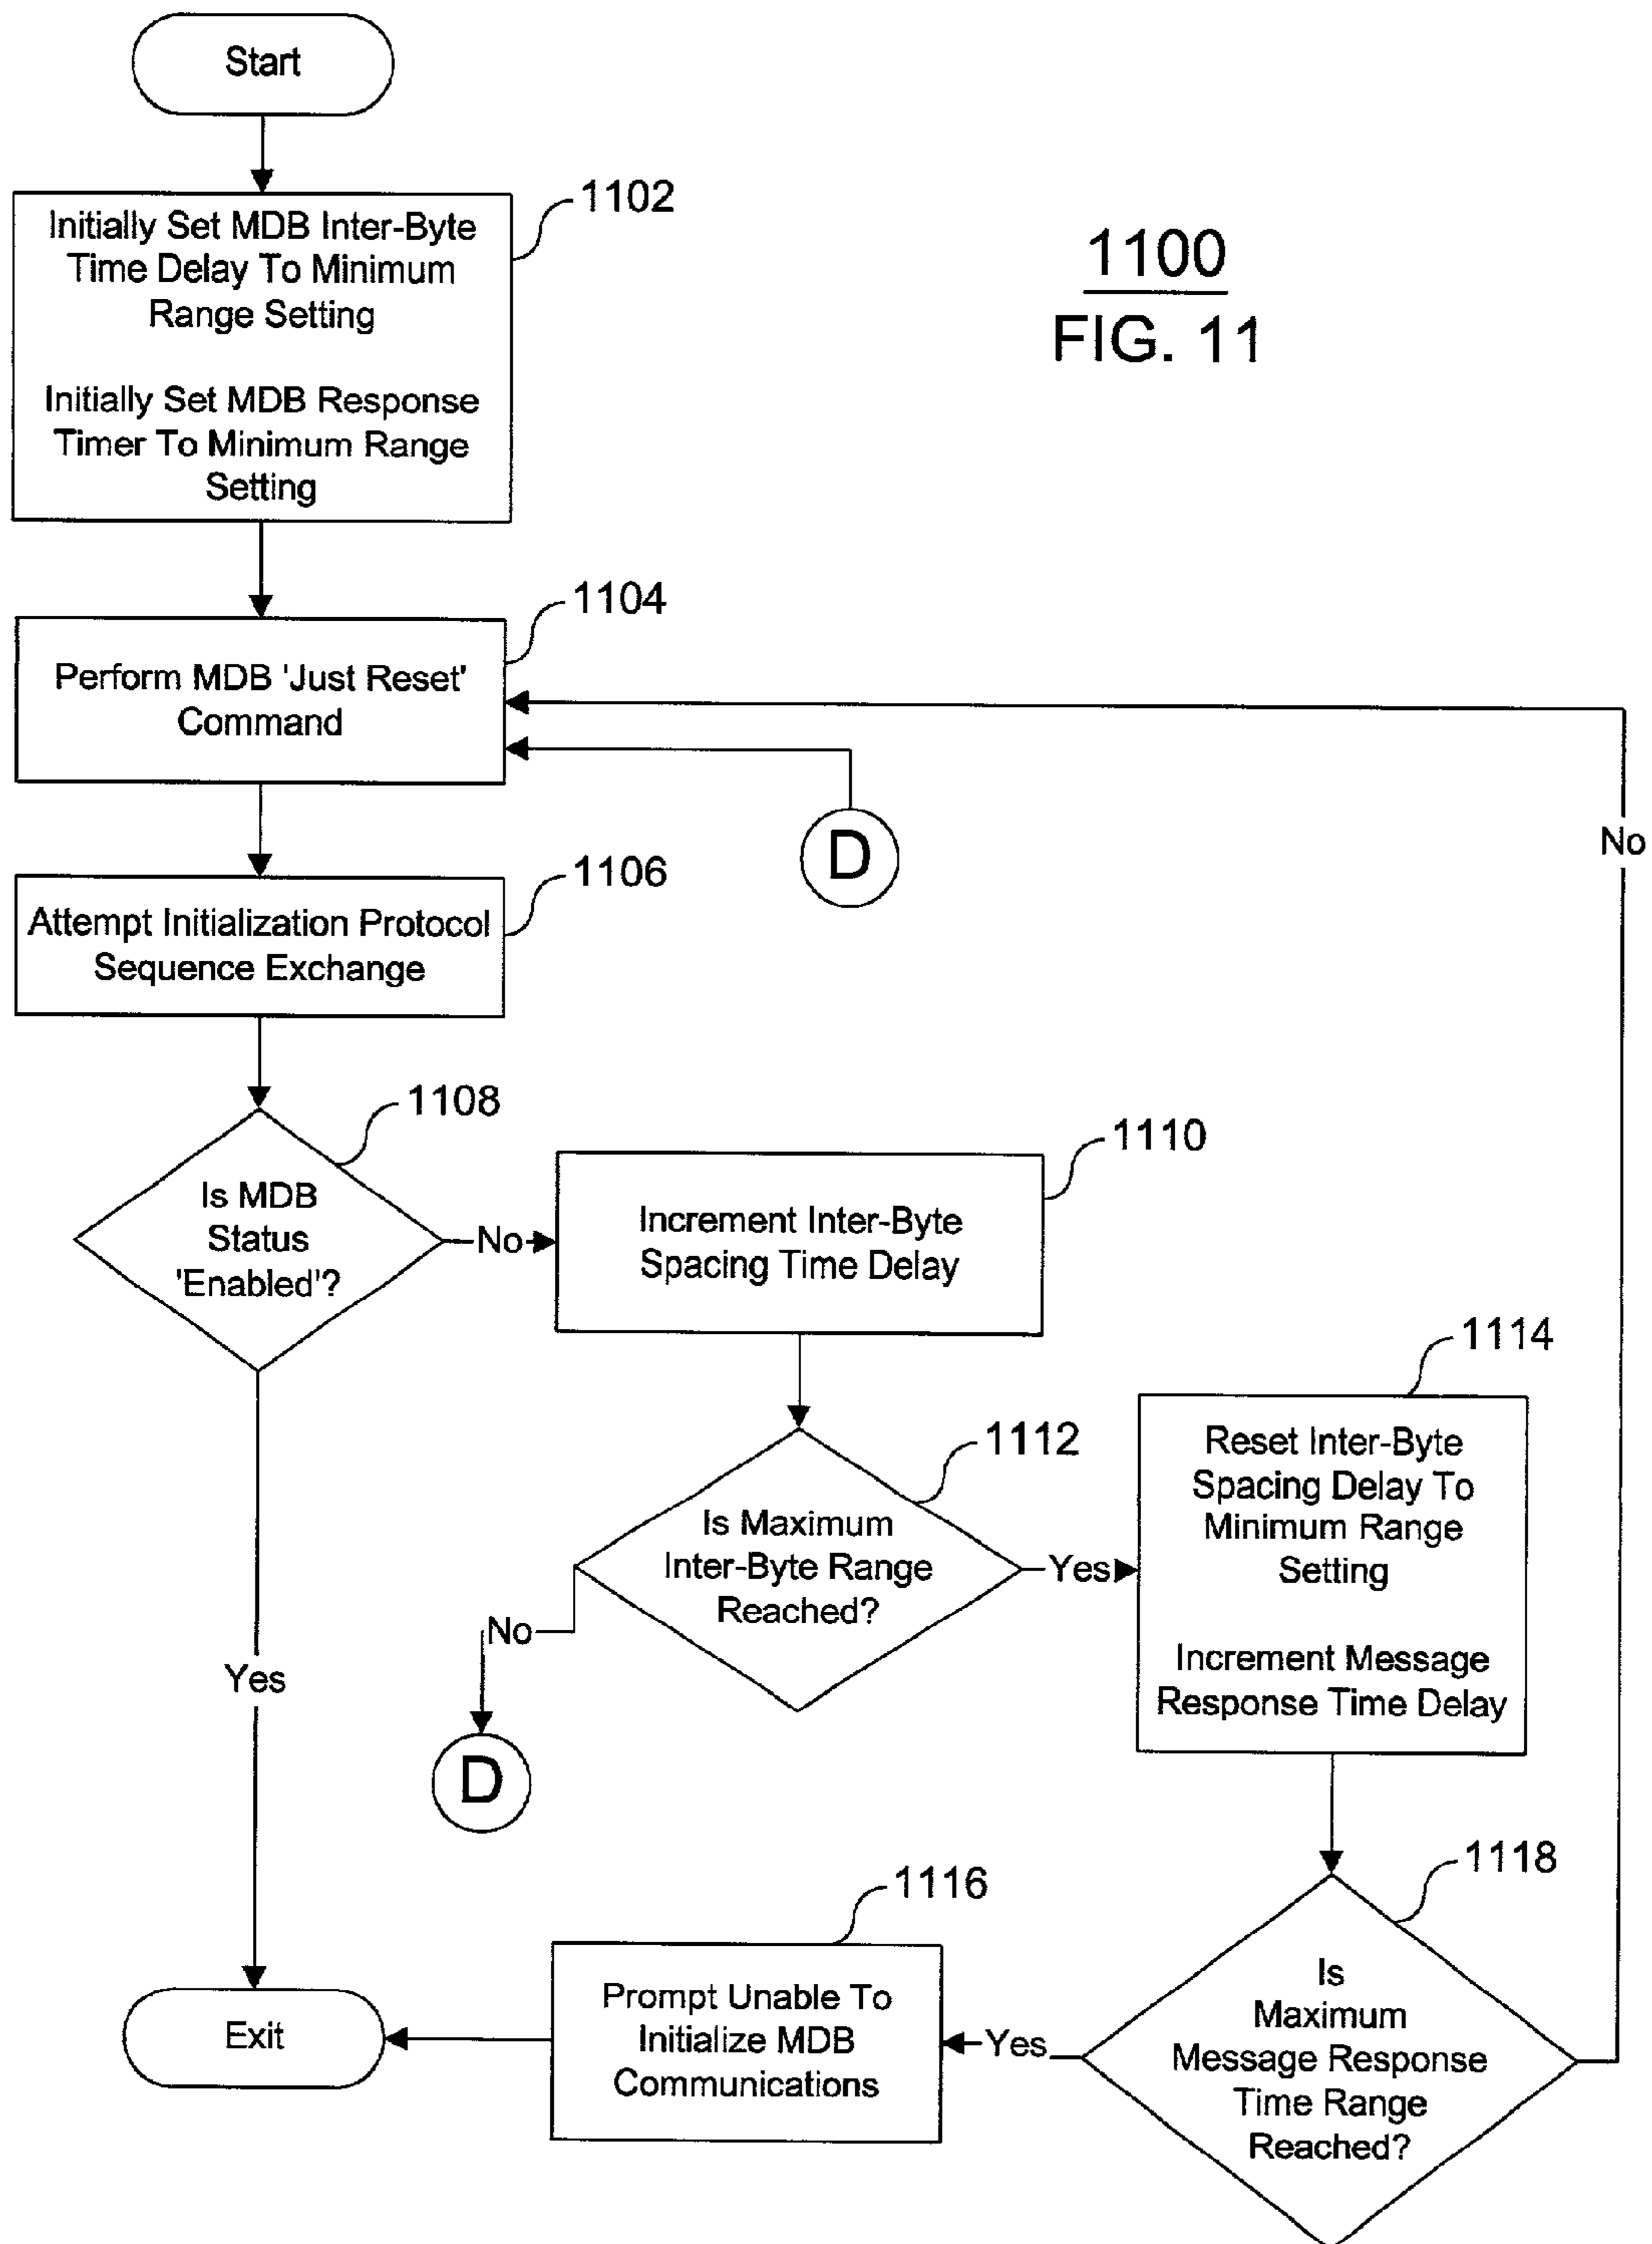 Start
1102
Initially Set MDB Inter-Byte
Time Delay To Minimum
Range Setting
Initially Set MDB Response
Timer To Minimum Range
Setting
1100
FIG. 11
1104
Perform MDB 'Just Reset'
Command
D
No
1106
Attempt Initialization Protocol
Sequence Exchange
1108
Is MDB
Status
'Enabled'?
No
1110
Increment Inter-Byte
Spacing Time Delay
1112
Is Maximum
Inter-Byte Range
Reached?
Yes
No
D
1114
Reset Inter-Byte
Spacing Delay To
Minimum Range
Setting
Increment Message
Response Time Delay
Yes
1118
Is
Maximum
Message Response
Time Range
Reached?
Yes
1116
Prompt Unable To
Initialize MDB
Communications
Exit